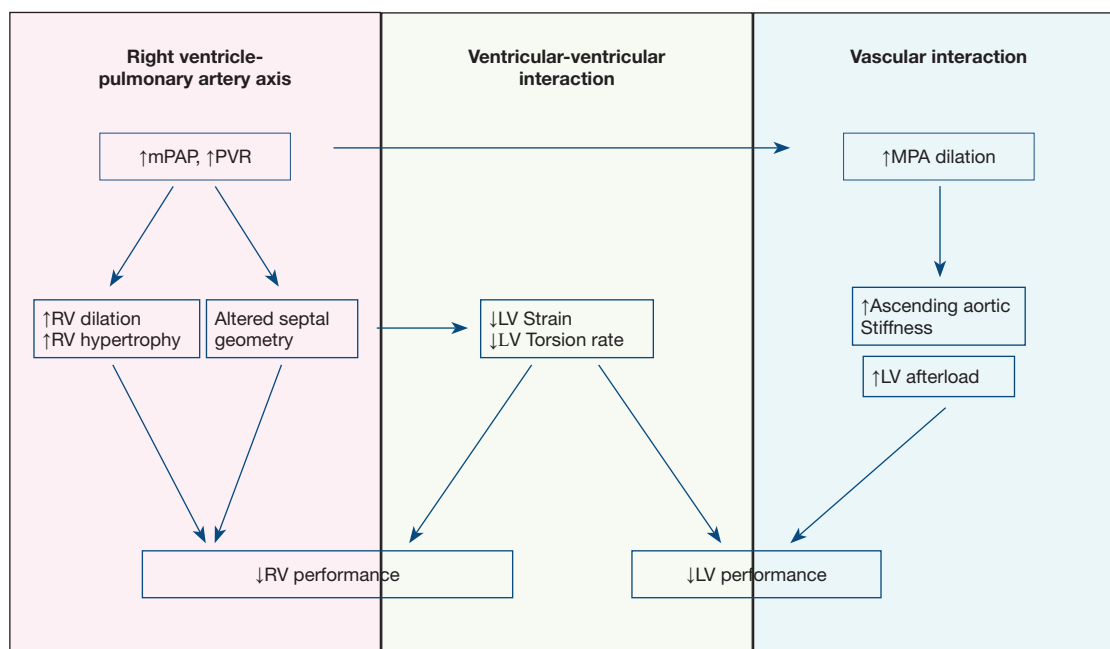 Right ventricle-
pulmonary artery axis
Ventricular-ventricular
interaction
Vascular interaction
↑mPAP, ↑PVR
↑MPA dilation
↑RV dilation
↑RV hypertrophy
Altered septal
geometry
↓LV Strain
↓LV Torsion rate
↑Ascending aortic
Stiffness
↑LV afterload
↓RV performance
↓LV performance